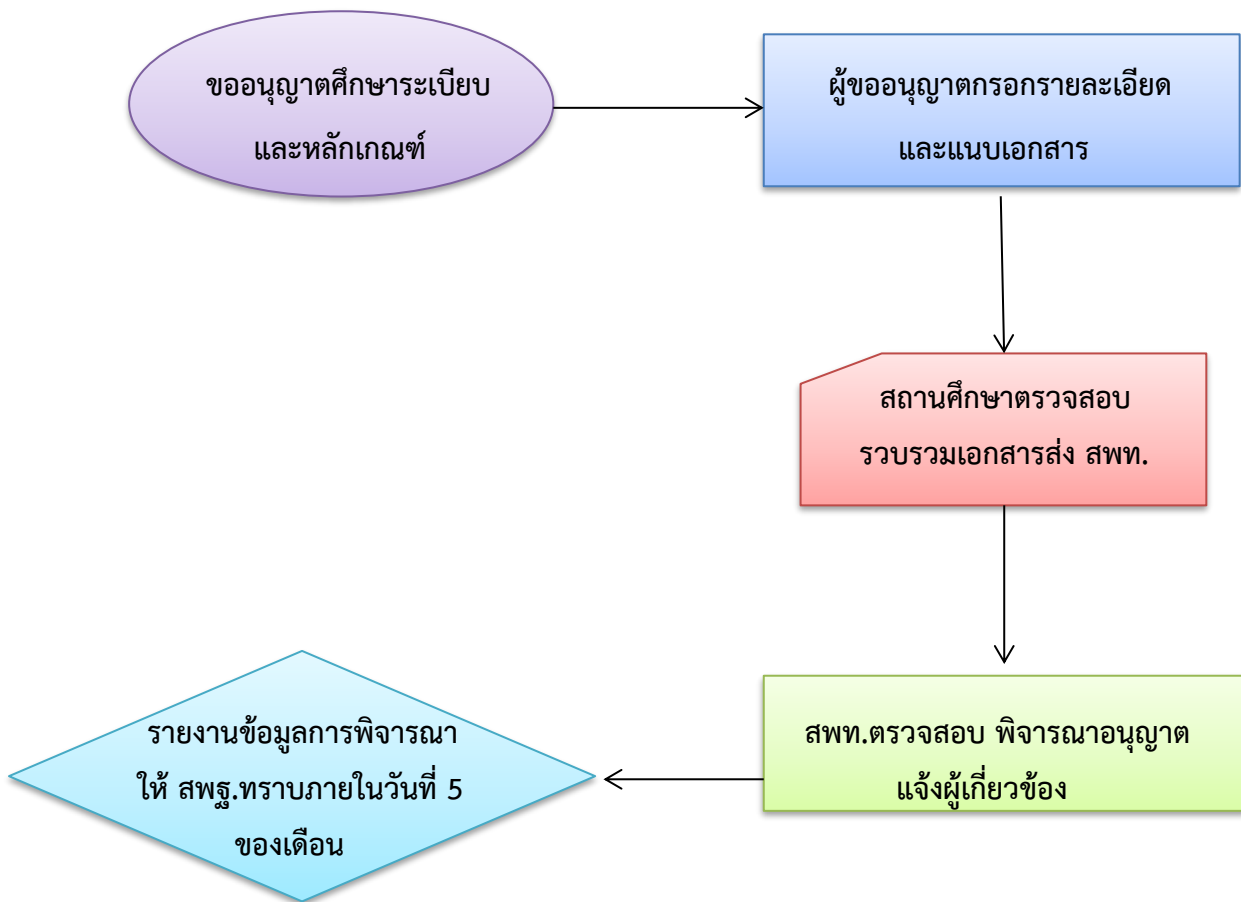 ขออนุญาตศึกษาระเบียบ
และหลักเกณฑ์
ผู้ขออนุญาตกรอกรายละเอียด
และแนบเอกสาร
สถานศึกษาตรวจสอบ
รวบรวมเอกสารส่ง สพท.
สพท.ตรวจสอบ พิจารณาอนุญาต
แจ้งผู้เกี่ยวข้อง
รายงานข้อมูลการพิจารณา
ให้ สพฐ.ทราบภายในวันที่ 5
ของเดือน